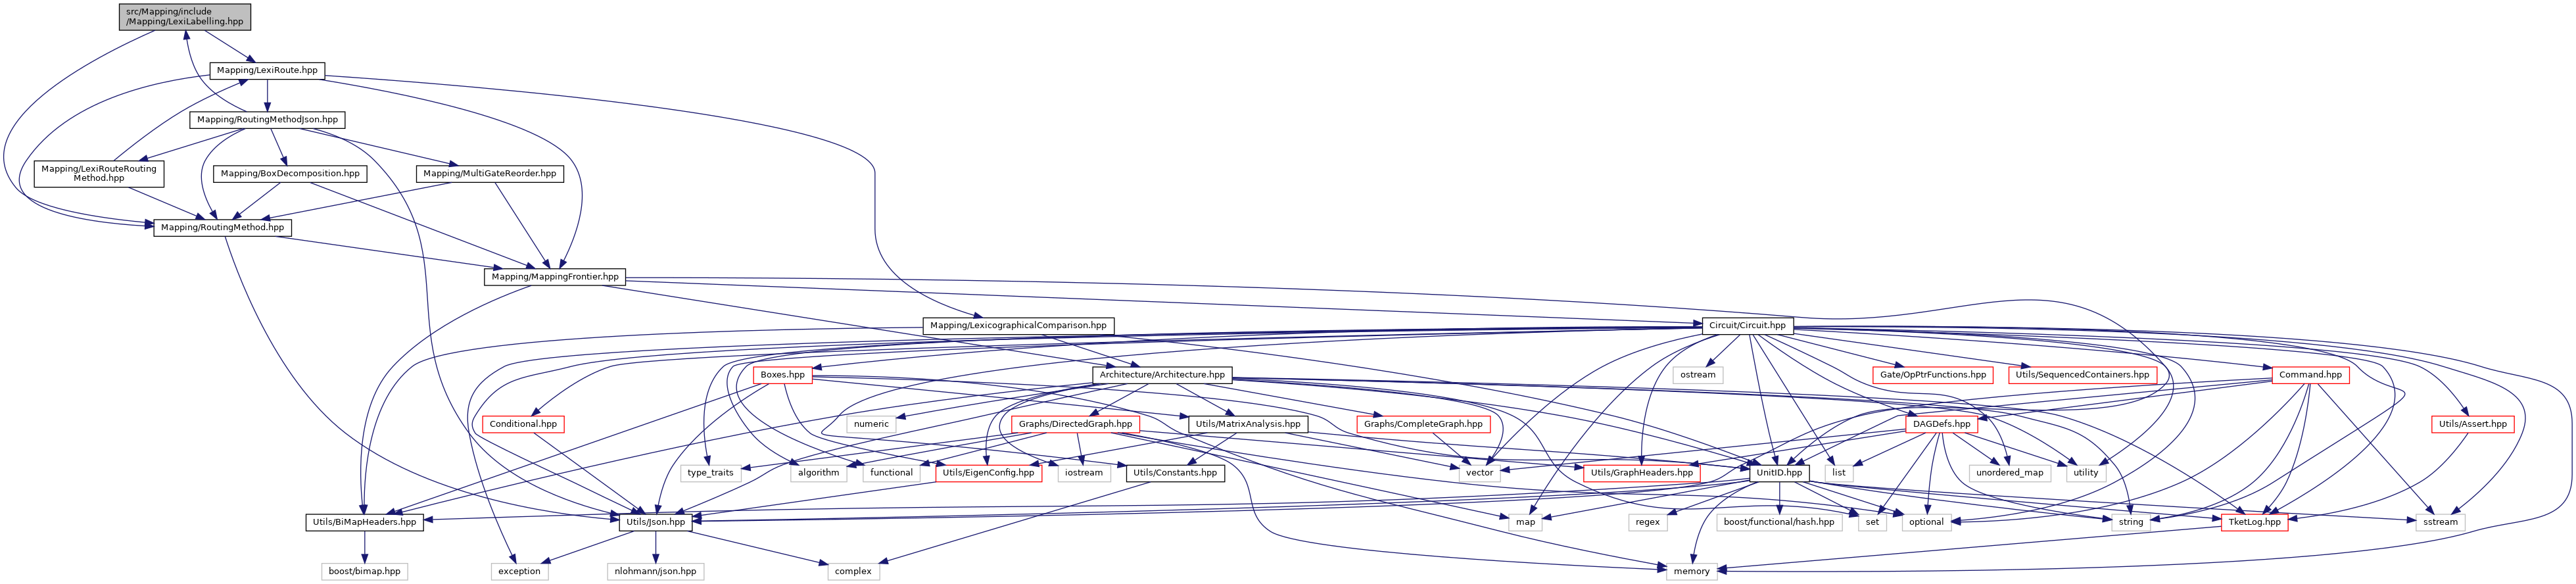 src/Mapping/include
/Mapping/LexiLabelling.hpp
Mapping/LexiRoute.hpp
Mapping/RoutingMethodJson.hpp
Mapping/LexiRouteRouting
Method.hpp
Mapping/BoxDecomposition.hpp
Mapping/MultiGateReorder.hpp
Mapping/RoutingMethod.hpp
Mapping/MappingFrontier.hpp
Mapping/LexicographicalComparison.hpp
Circuit/Circuit.hpp
Boxes.hpp
Architecture/Architecture.hpp
ostream
Gate/OpPtrFunctions.hpp
Utils/SequencedContainers.hpp
Command.hpp
Conditional.hpp
numeric
Graphs/DirectedGraph.hpp
Utils/MatrixAnalysis.hpp
Graphs/CompleteGraph.hpp
DAGDefs.hpp
Utils/Assert.hpp
type_traits
algorithm
functional
Utils/EigenConfig.hpp
iostream
Utils/Constants.hpp
vector
Utils/GraphHeaders.hpp
UnitID.hpp
list
unordered_map
utility
Utils/BiMapHeaders.hpp
Utils/Json.hpp
map
regex
boost/functional/hash.hpp
set
optional
string
TketLog.hpp
sstream
boost/bimap.hpp
exception
nlohmann/json.hpp
complex
memory